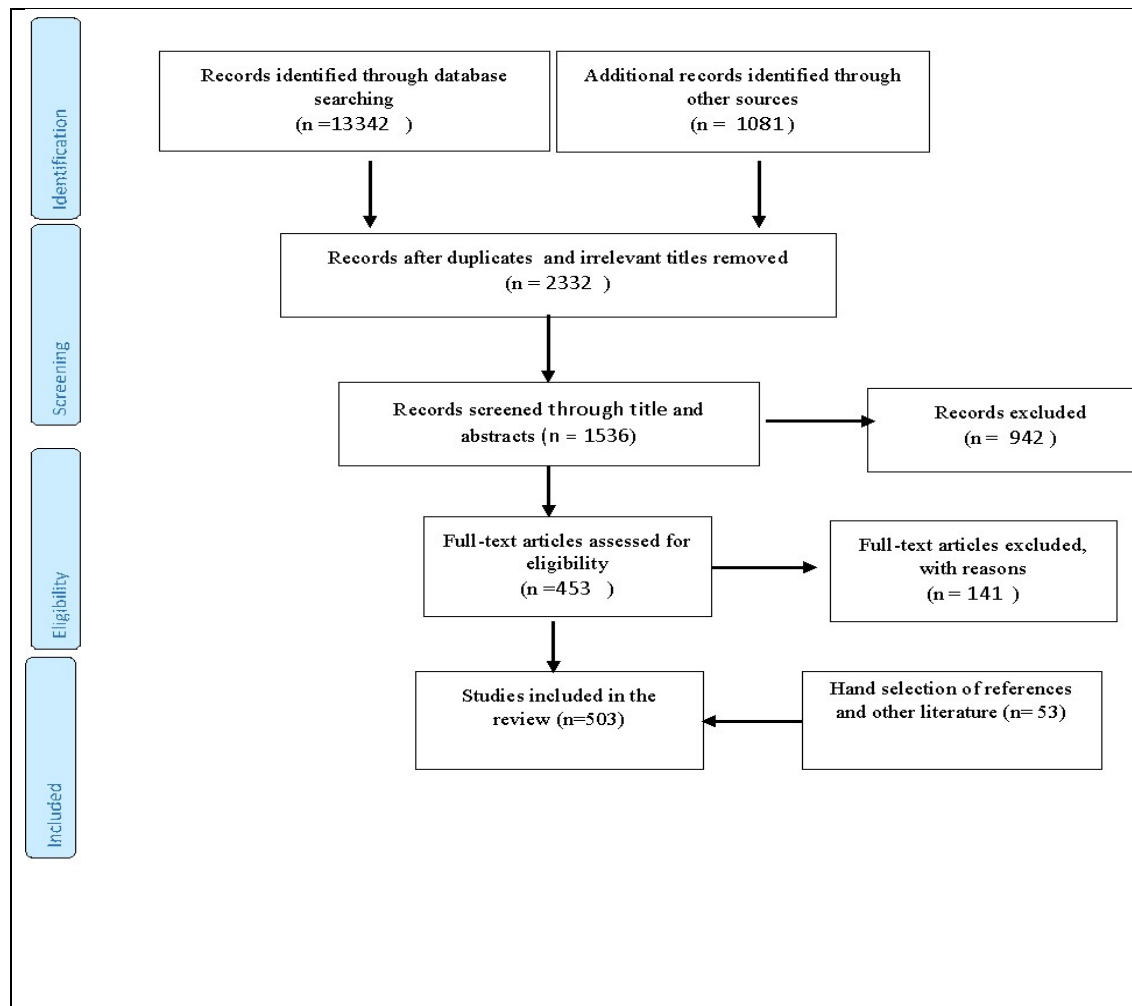 Identification
Records identified through database
searching
(n =13342 )
Additional records identified through
other sources
(n = 1081)
Screening
Records after duplicates and irrelevant titles removed
(n = 2332 )
Records screened through title and
abstracts (n = 1536)
Records excluded
(n = 942 )
Eligibility
Full-text articles assessed for
eligibility
(n =453 )
Full-text articles excluded,
with reasons
(n = 141 )
Included
Studies included in the
review (n=503)
Hand selection of references
and other literature (n= 53)